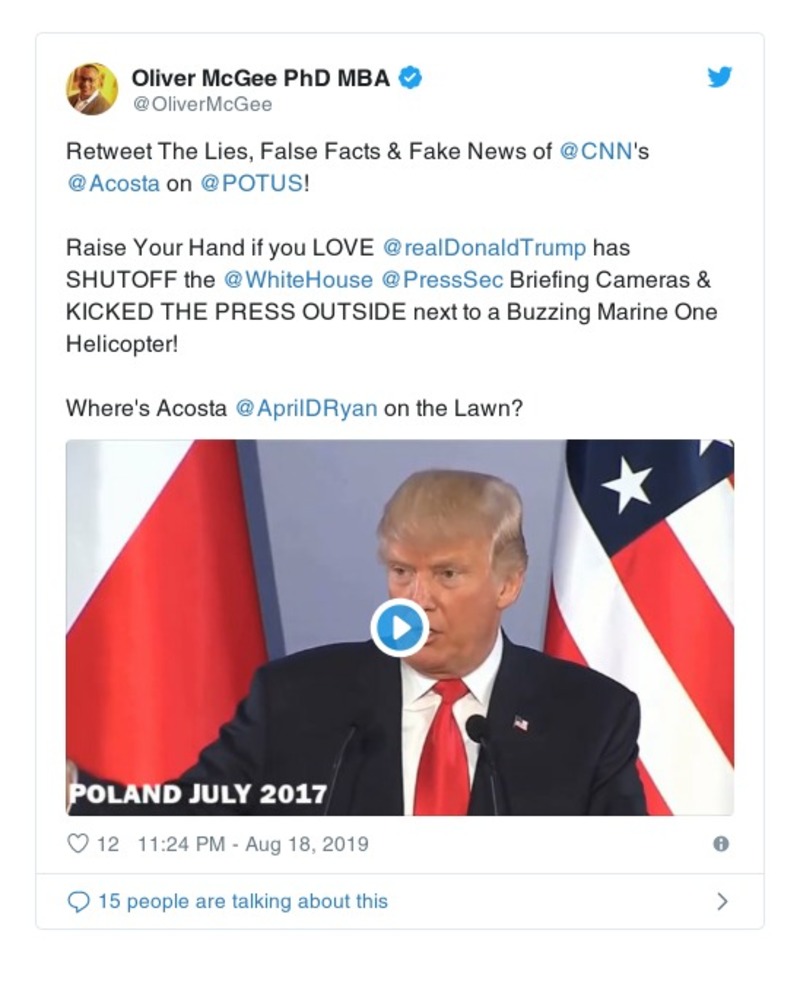 Oliver McGee PhD MBA
@OliverMcGee
Retweet The Lies, False Facts & Fake News of @CNN's
@Acosta on @POTUS!
Raise Your Hand if you LOVE @realDonaldTrump has
SHUTOFF the @WhiteHouse @PressSec Briefing Cameras &
KICKED THE PRESS OUTSIDE next to a Buzzing Marine One
Helicopter!
Where's Acosta @AprilDRyan on the Lawn?
POLAND JULY 2017
12 11:24 PM - Aug 18, 2019
15 people are talking about this